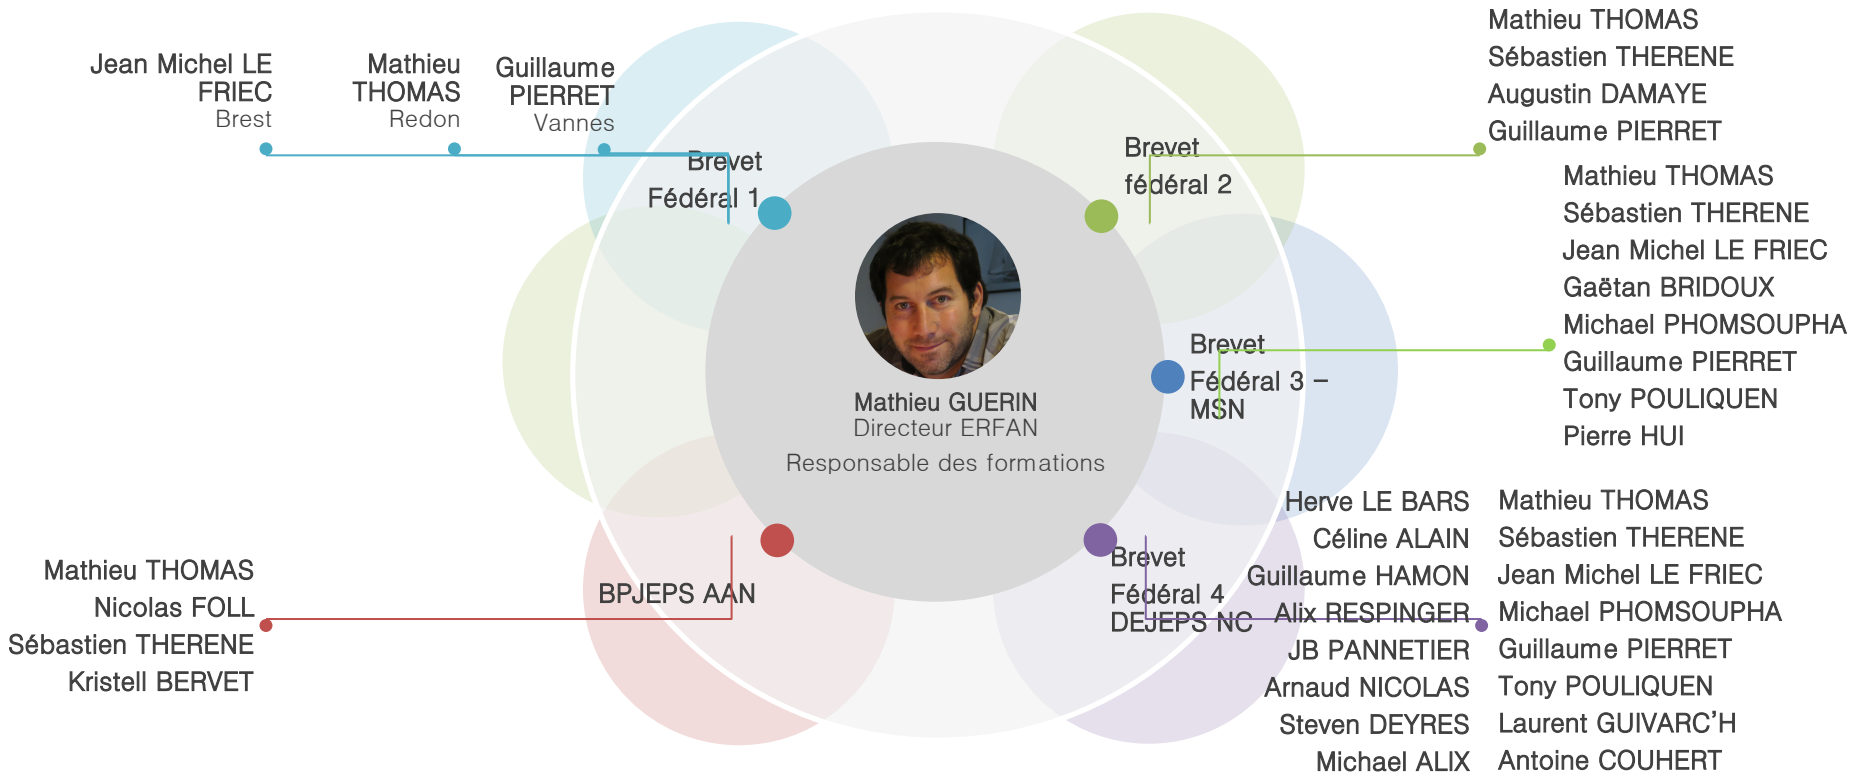 Jean Michel LE
FRIEC
Brest
Mathieu
THOMAS
Redon
Guillaume
PIERRET
Vannes
Brevet
Fédéral 1
Brevet
fédéral 2
Mathieu THOMAS
Sébastien THERENE
Augustin DAMAYE
Guillaume PIERRET
Mathieu THOMAS
Sébastien THERENE
Jean Michel LE FRIEC
Gaëtan BRIDOUX
Michael PHOMSOUPHA
Guillaume PIERRET
Tony POULIQUEN
Pierre HUI
Brevet
Fédéral 3 –
MSN
Mathieu GUERIN
Directeur ERFAN
Responsable des formations
Mathieu THOMAS
Nicolas FOLL
Sébastien THERENE
Kristell BERVET
BPJEPS AAN
Brevet
Fédéral 4
DEJEPS NC
Herve LE BARS
Céline ALAIN
Guillaume HAMON
Alix RESPINGER
JB PANNETIER
Arnaud NICOLAS
Steven DEYRES
Michael ALIX
Mathieu THOMAS
Sébastien THERENE
Jean Michel LE FRIEC
Michael PHOMSOUPHA
Guillaume PIERRET
Tony POULIQUEN
Laurent GUIVARC’H
Antoine COUHERT